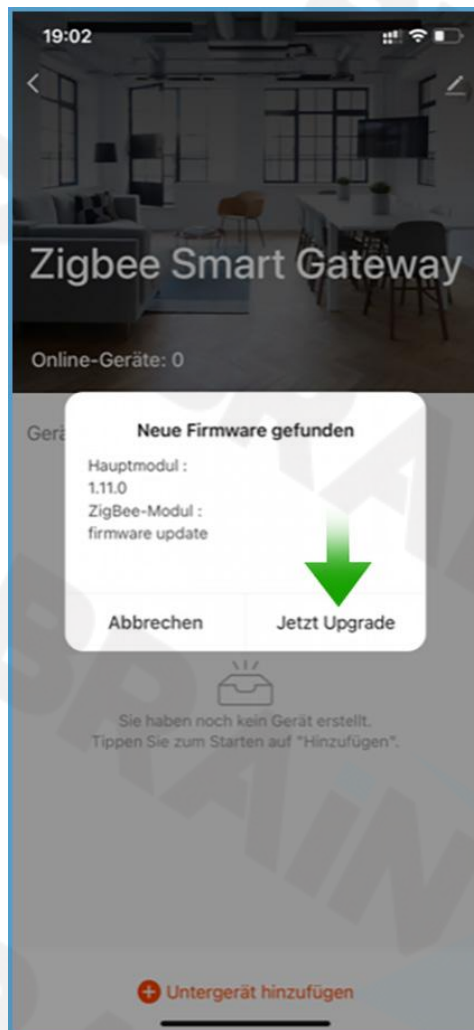 19:02
Zigbee Smart Gateway
Online-Geräte: 0
Gerä
Neue Firmware gefunden
Hauptmodul :
1.11.0
ZigBee-Modul :
firmware update
Abbrechen
Jetzt Upgrade
Sie haben noch kein Gerät erstellt.
Tippen Sie zum Starten auf "Hinzufügen".
Untergerät hinzufügen